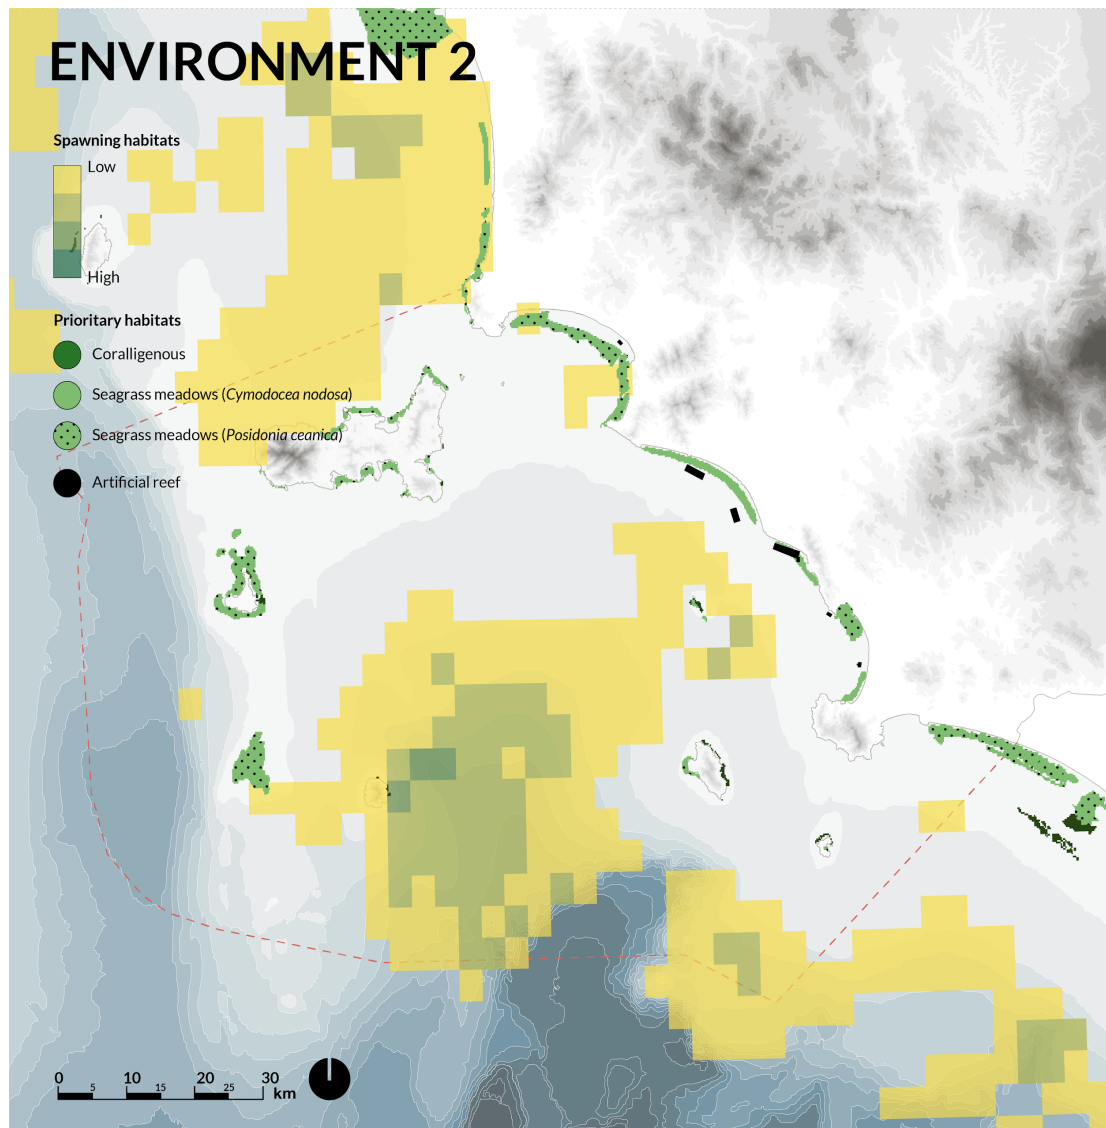 ENVIRONMENT 2
Spawning habitats
Low
High
Prioritary habitats
Coralligenous
Seagrass meadows (Cymodocea nodosa)
Seagrass meadows (Posidonia ceanica)
Artificial reef
0 5 10 15 20 25 30
km